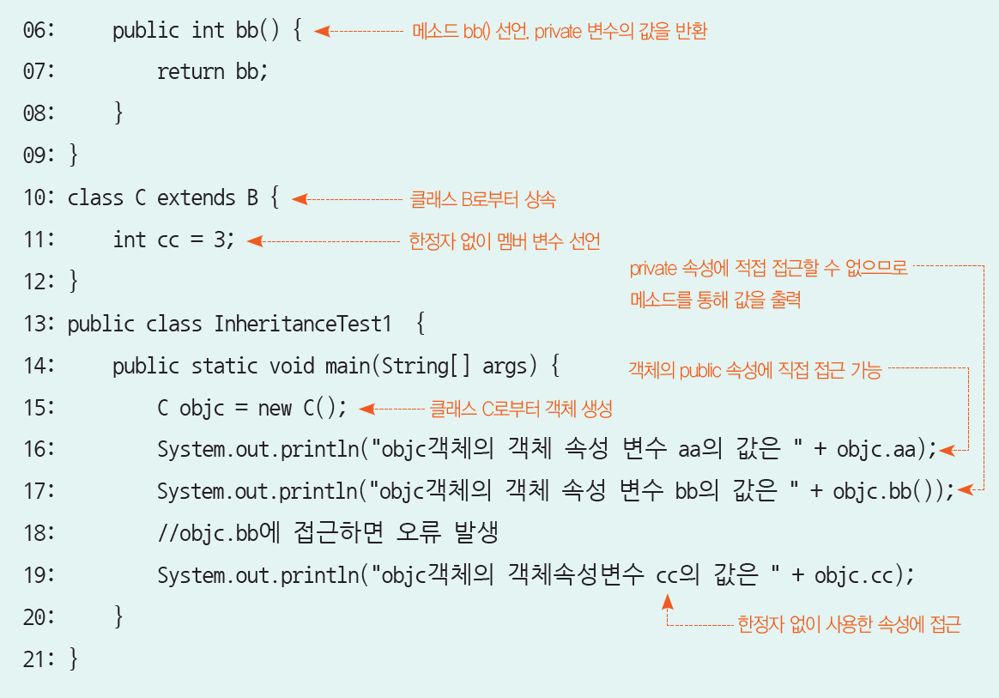 06: public int bb() { 메소드 bb() 선언. private 변수의 값을 반환
07: return bb;
08: }
09: }
10: class C extends B { 클래스 B로부터 상속
11: int cc = 3; 한정자 없이 멤버 변수 선언
private 속성에 적접 접근할 수 없으므로
12: }
메소드를 통해 값을 출력
13: public class InheritanceTest1 {
14: public static void main(String[] args) { 객체의 public 속성에 직접 접근 가능
15: C objc = new C(); 클래스 C로부터 객체 생성
16: System.out.println("objc객체의 객체 속성 변수 aa의 값은 " + objc.aa);
17: System.out.println("objc객체의 객체 속성 변수 bb의 값은 " + objc.bb());
18: //objc.bb에 접근하면 오류 발생
19: System.out.println("objc객체의 객체속성변수 cc의 값은 " + objc.cc);
20: }
한정자 없이 사용한 속성에 접근
21: }